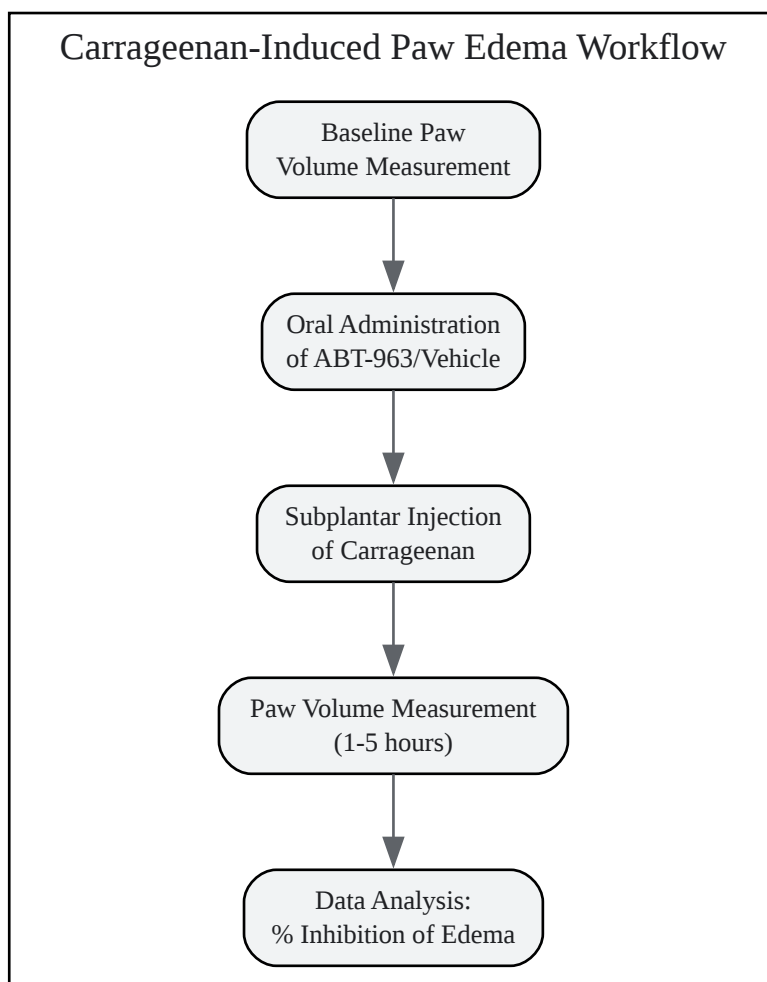 Carrageenan-Induced Paw Edema Workflow
Baseline Paw
Volume Measurement
Oral Administration
of ABT-963/Vehicle
Subplantar Injection
of Carrageenan
Paw Volume Measurement
(1-5 hours)
Data Analysis:
% Inhibition of Edema